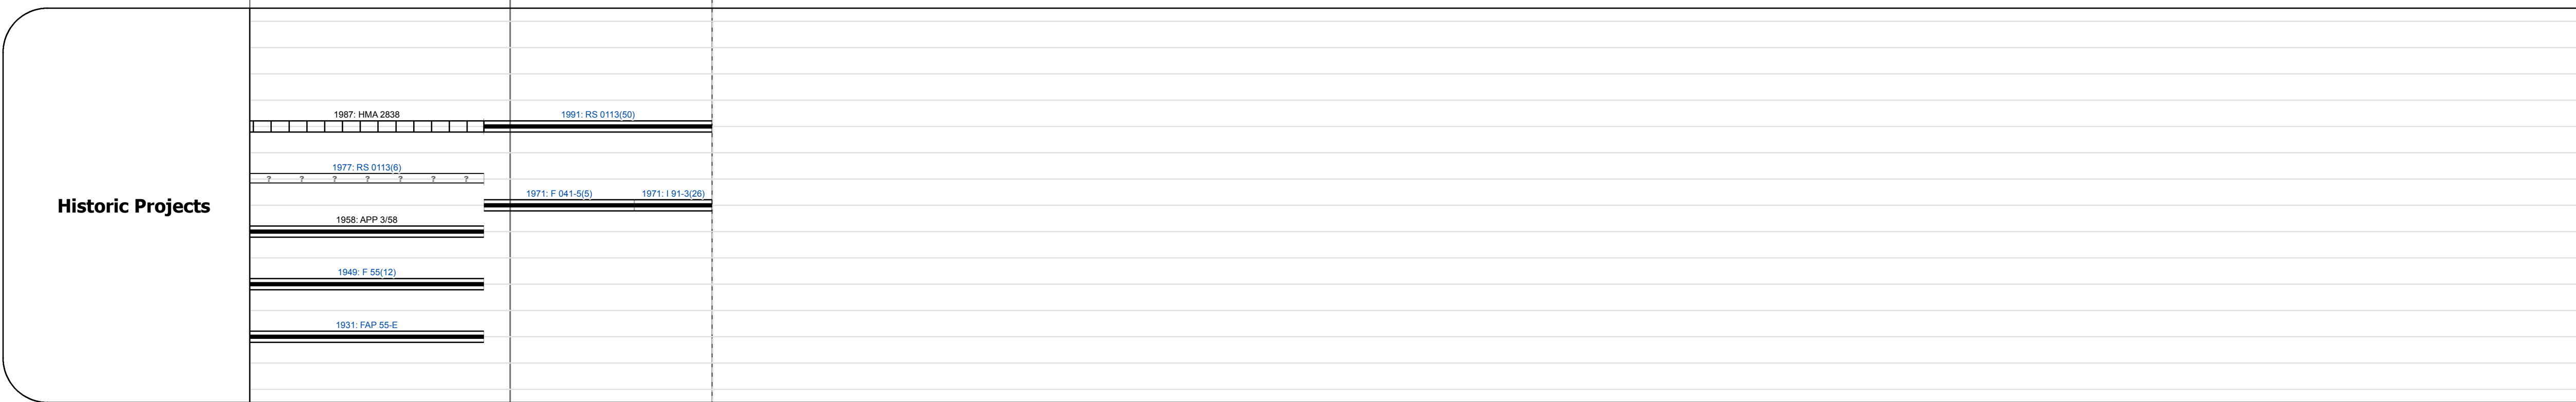 1987: HMA 2838
1991: RS 0113(50)
1977: RS 0113(6)
? ? ? ? ? ? ?
1971: F 041-5(5)
1971: I 91-3(26)
Historic Projects
1958: APP 3/58
1949: F 55(12)
1931: FAP 55-E